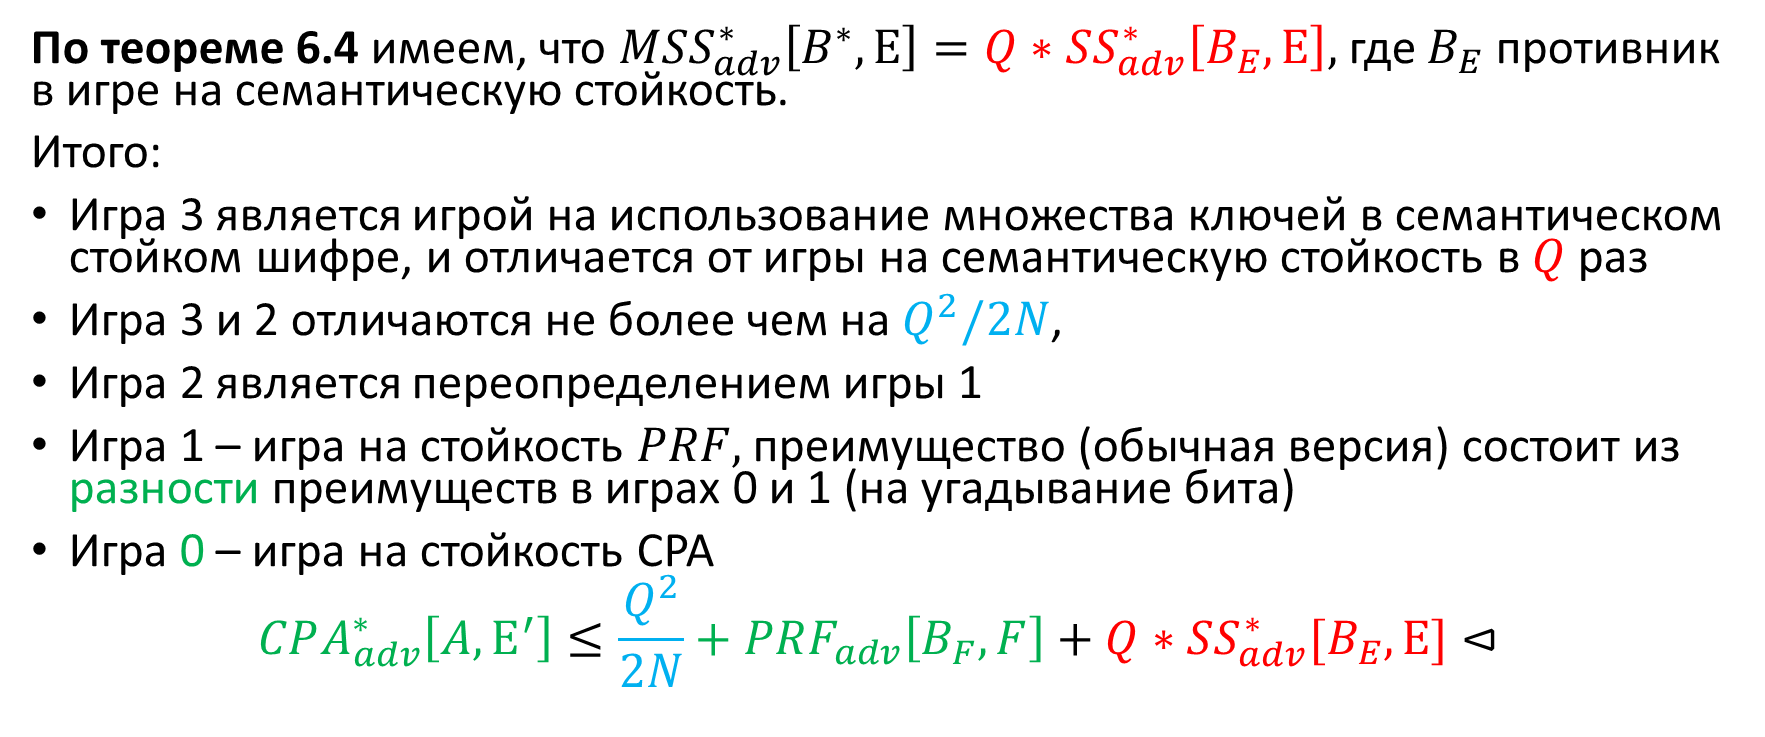 По теореме 6.4 имеем, что MSS*adv[B*, E] = Q ∗ SS*adv[B_E, E], где B_E противник
в игре на семантическую стойкость.
Итого:
• Игра 3 является игрой на использование множества ключей в семантическом
стойком шифре, и отличается от игры на семантическую стойкость в Q раз
• Игра 3 и 2 отличаются не более чем на Q²/2N,
• Игра 2 является переопределением игры 1
• Игра 1 – игра на стойкость PRF, преимущество (обычная версия) состоит из
разности преимуществ в играх 0 и 1 (на угадывание бита)
• Игра 0 – игра на стойкость CPA
CPA*adv[A, E′] ≤ Q²/2N + PRFadv[B_F, F] + Q ∗ SS*adv[B_E, E] ⊲